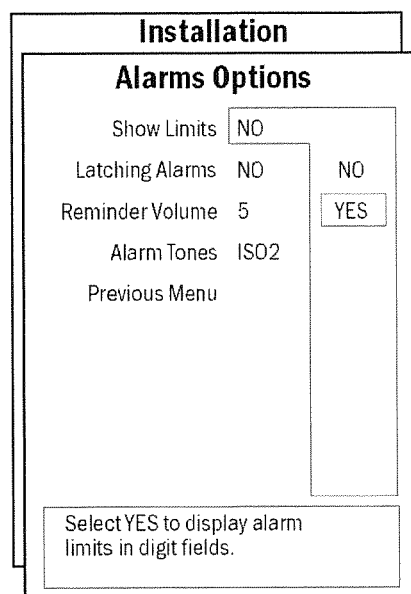 Installation
Alarms Options
Show Limits NO
Latching Alarms NO NO
Reminder Volume 5 YES
Alarm Tones ISO2
Previous Menu
Select YES to display alarm
limits in digit fields.